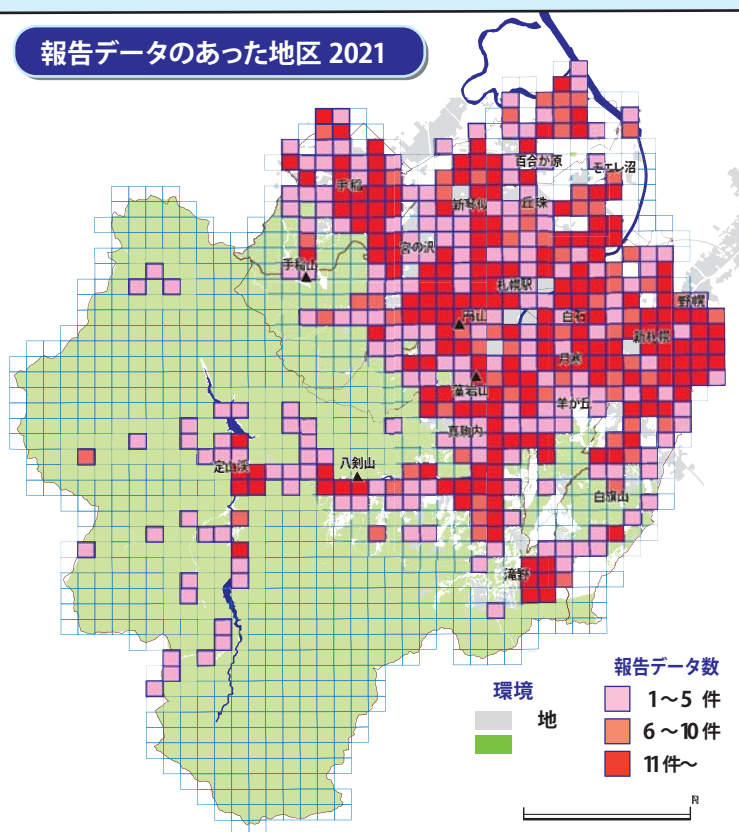 報告データのあった地区 2021
百合が原
モエレ沼
手稲
新琴似
丘珠
宮の沢
手稲山
札幌駅
野幌
円山
白石
新札幌
月寒
藻岩山
羊が丘
真駒内
八剣山
定山渓
白旗山
滝野
報告データ数
環境
1～5 件
地
6 ～10 件
11 件～
N